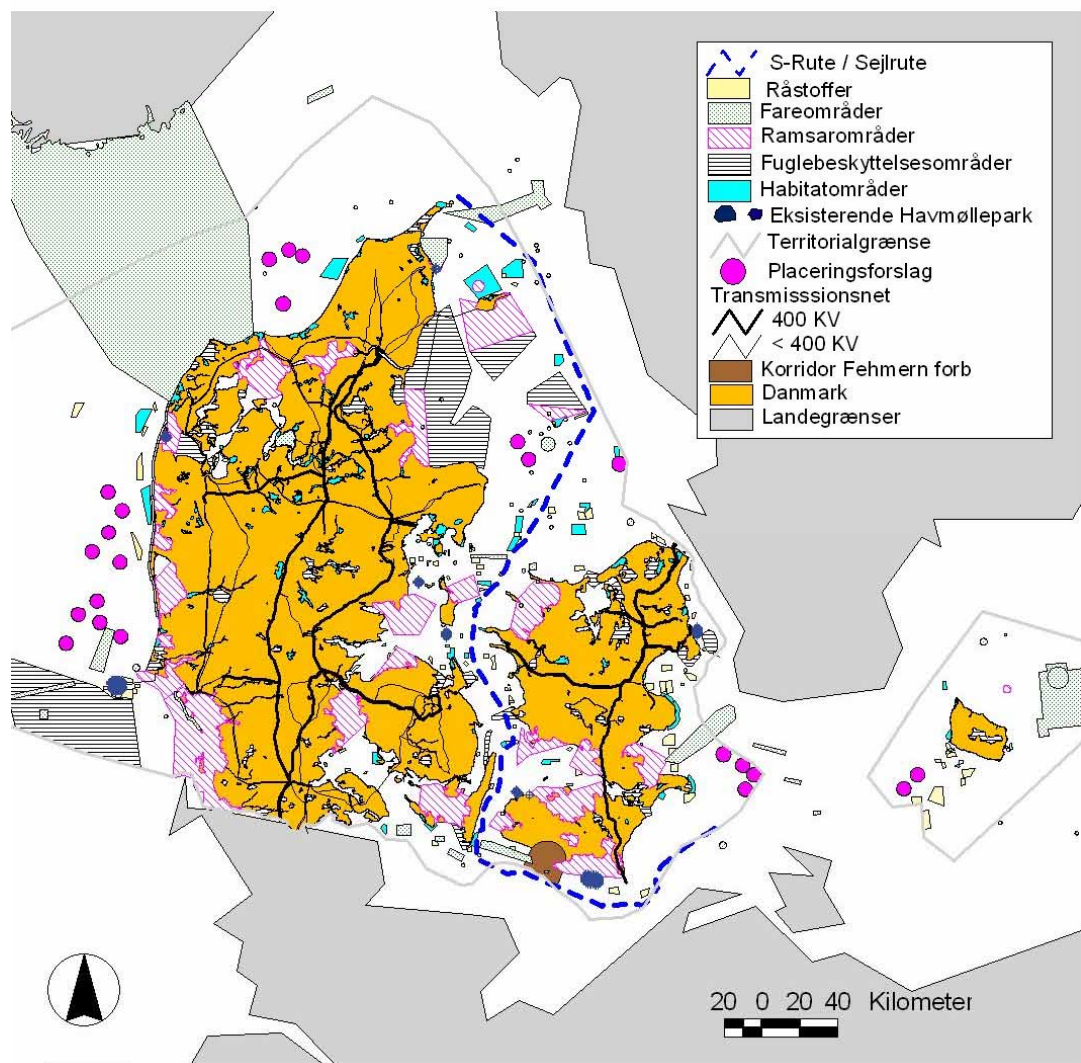 S-Rute / Sejlrute
Råstoffer
Fareområder
Ramsarområder
Fuglebeskyttelsesområder
Habitatområder
Eksisterende Havmøllepark
Territorialgrænse
Placeringsforslag
Transmisssionsnet
400 KV
< 400 KV
Korridor Fehmern forb
Danmark
Landegrænser
20 0 20 40 Kilometer